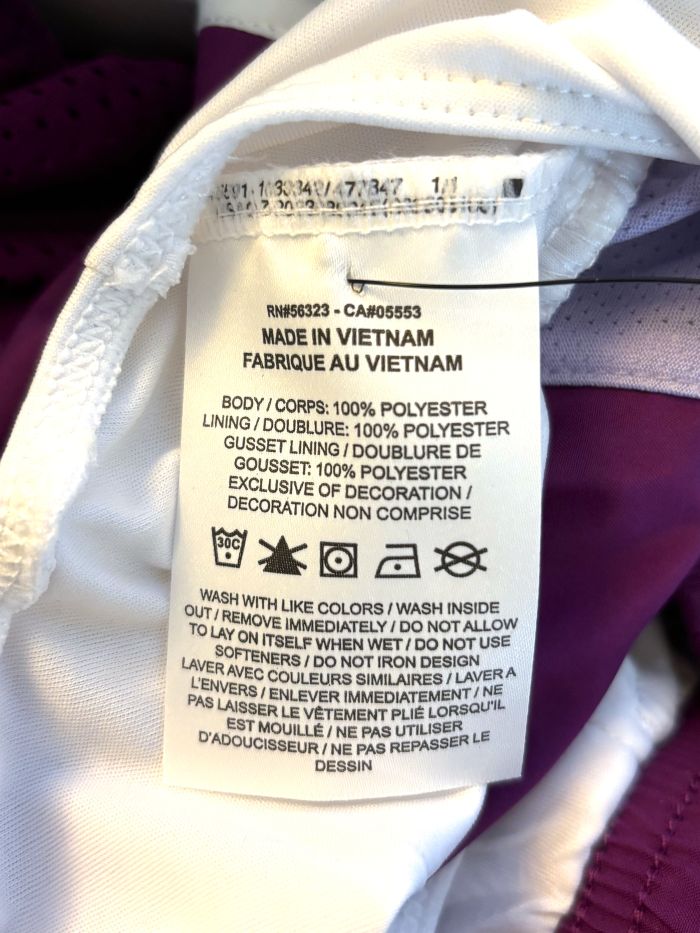 1/1
RN#56323 - CA#05553
MADE IN VIETNAM
FABRIQUE AU VIETNAM
BODY / CORPS: 100% POLYESTER
LINING / DOUBLURE: 100% POLYESTER
GUSSET LINING / DOUBLURE DE
GOUSSET: 100% POLYESTER
EXCLUSIVE OF DECORATION /
DECORATION NON COMPRISE
30C
WASH WITH LIKE COLORS / WASH INSIDE
OUT / REMOVE IMMEDIATELY / DO NOT ALLOW
TO LAY ON ITSELF WHEN WET / DO NOT USE
SOFTENERS / DO NOT IRON DESIGN
LAVER AVEC COULEURS SIMILAIRES / LAVER A
L'ENVERS / ENLEVER IMMEDIATEMENT / NE
PAS LAISSER LE VÊTEMENT PLIÉ LORSQU'IL
EST MOUILLÉ / NE PAS UTILISER
D'ADOUCISSEUR / NE PAS REPASSER LE
DESSIN